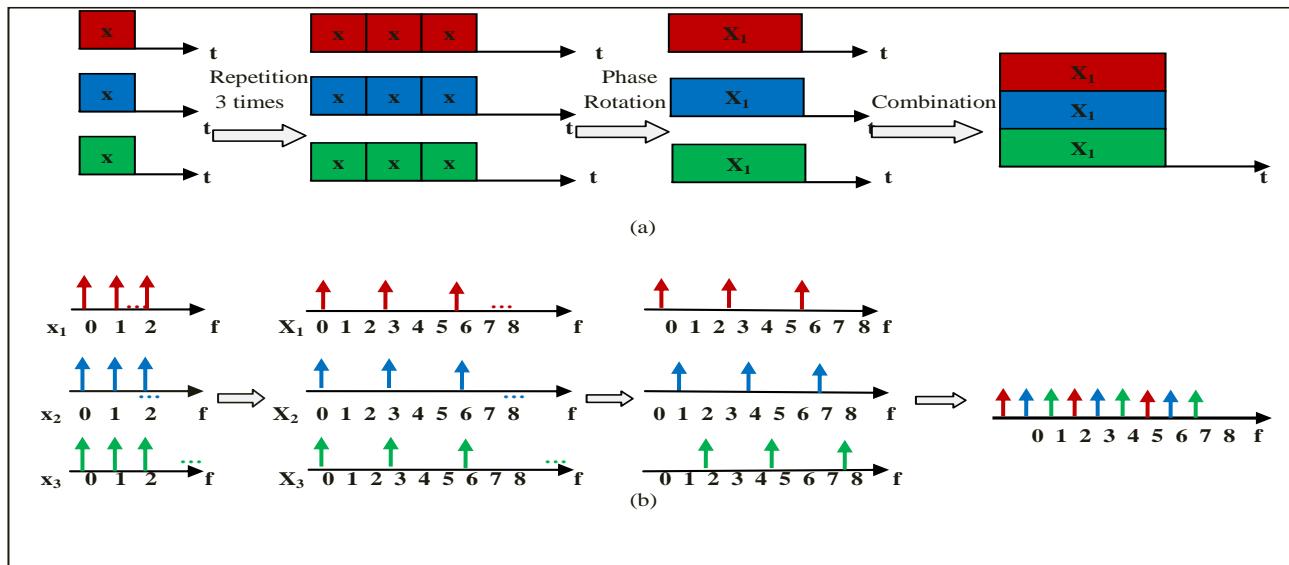 x t x x x t X₁ t
Repetition 3 times
x t x x x t X₁ t
Phase Rotation
Combination
x t x x x t X₁ t
X₁
X₁
X₁
t
(a)
x₁ 0 1 2 f X₁ 0 1 2 3 4 5 6 7 8 f 0 1 2 3 4 5 6 7 8 f
x₂ 0 1 2 f X₂ 0 1 2 3 4 5 6 7 8 f 0 1 2 3 4 5 6 7 8 f
0 1 2 3 4 5 6 7 8 f
x₃ 0 1 2 f X₃ 0 1 2 3 4 5 6 7 8 f 0 1 2 3 4 5 6 7 8 f
(b)